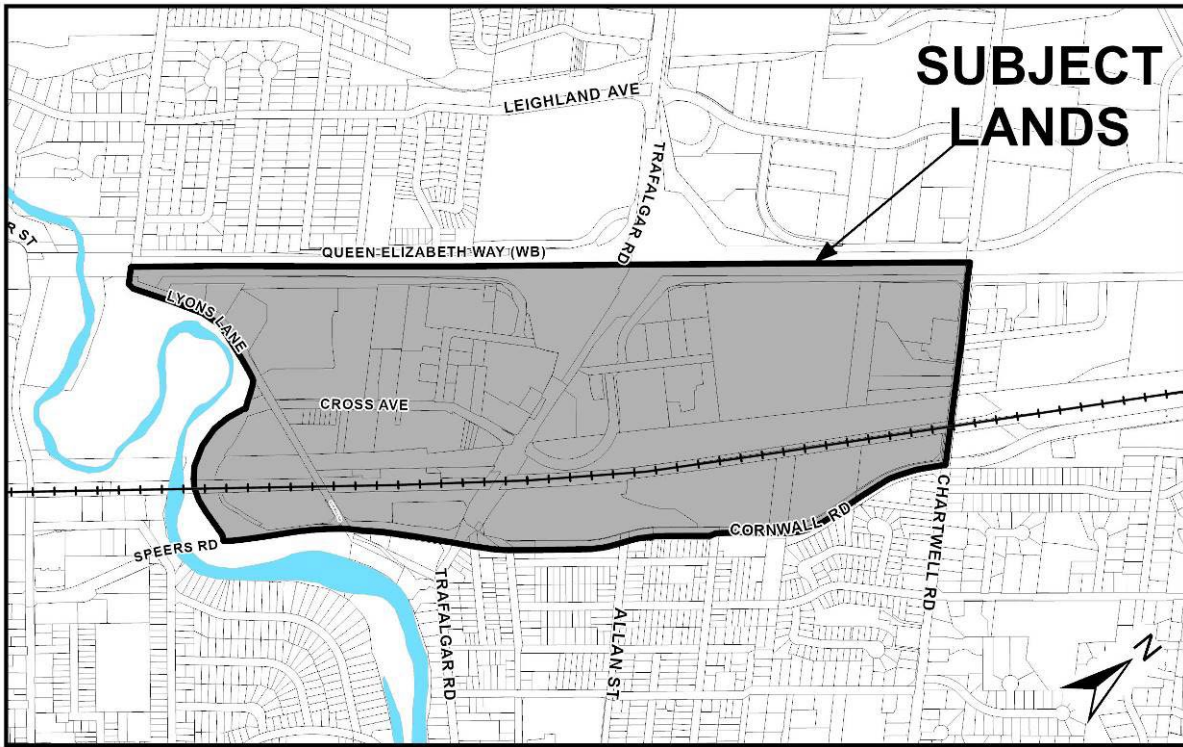 SUBJECT
LANDS
LEIGHLAND AVE
TRAFALGAR RD
R ST
QUEEN ELIZABETH WAY (WB)
LYONS LANE
CROSS AVE
CORNWALL RD
CHARTWELL RD
SPEERS RD
TRAFALGAR RD
ALLAN ST
N